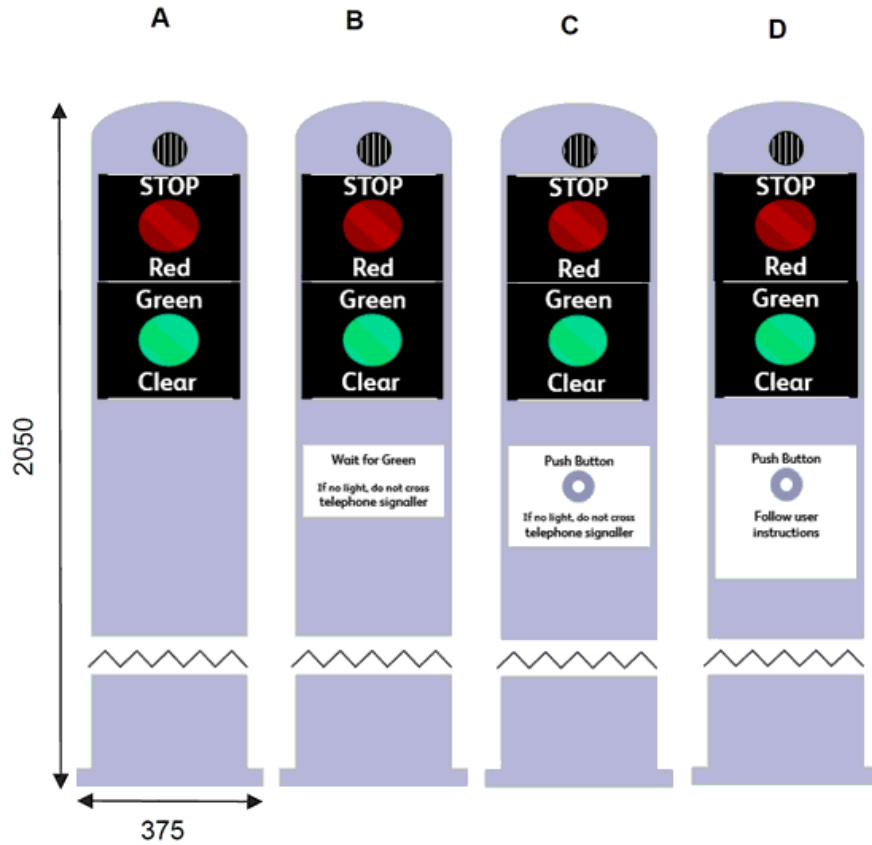 A
B
C
D
STOP
Red
Green
Clear
STOP
Red
Green
Clear
Wait for Green
If no light, do not cross
telephone signaller
STOP
Red
Green
Clear
Push Button
If no light, do not cross
telephone signaller
STOP
Red
Green
Clear
Push Button
Follow user
instructions
2050
375